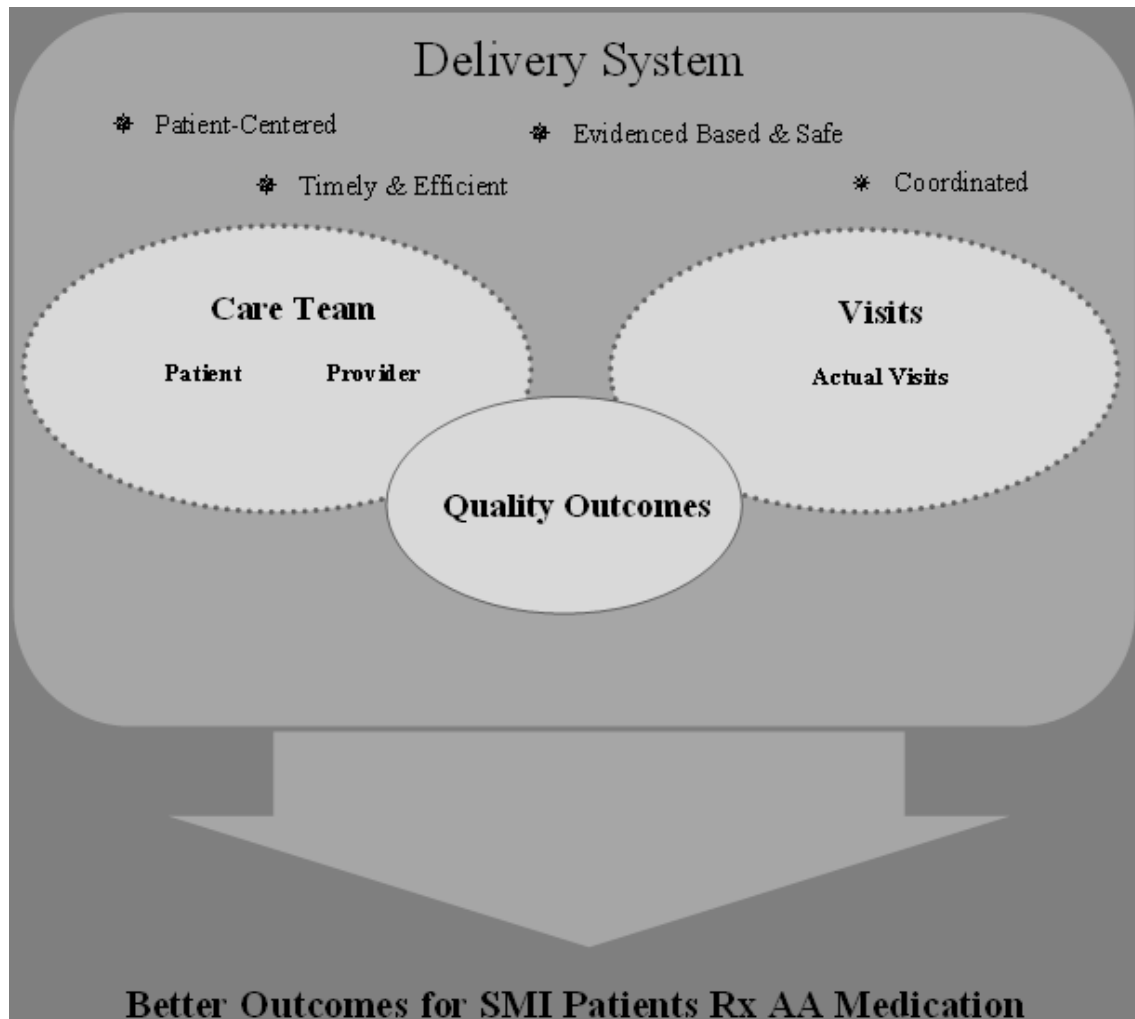 Delivery System
Patient-Centered
Evidenced Based & Safe
Timely & Efficient
Coordinated
Care Team
Patient Provider
Visits
Actual Visits
Quality Outcomes
Better Outcomes for SMI Patients Rx AA Medication